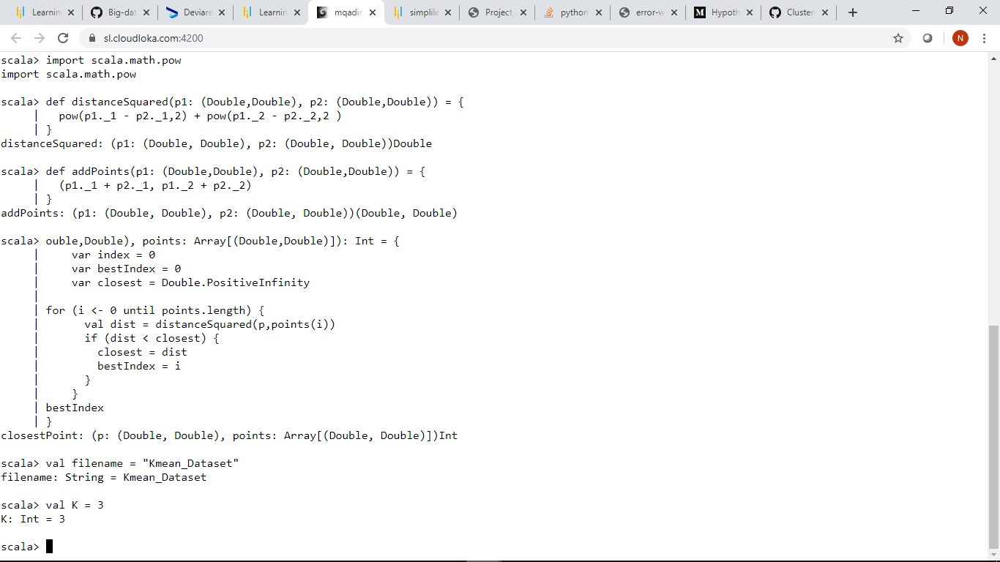 Learnin
Big-dat
Deviare
Learnin
mqadir
simplile
Project_
python
error-w
Hypoth
Cluster
sl.cloudloka.com:4200
N
scala> import scala.math.pow
import scala.math.pow
scala> def distanceSquared(p1: (Double,Double), p2: (Double,Double)) = {
     |   pow(p1._1 - p2._1,2) + pow(p1._2 - p2._2,2 )
     | }
distanceSquared: (p1: (Double, Double), p2: (Double, Double))Double
scala> def addPoints(p1: (Double,Double), p2: (Double,Double)) = {
     |   (p1._1 + p2._1, p1._2 + p2._2)
     | }
addPoints: (p1: (Double, Double), p2: (Double, Double))(Double, Double)
scala> ouble,Double), points: Array[(Double,Double)]): Int = {
     |     var index = 0
     |     var bestIndex = 0
     |     var closest = Double.PositiveInfinity
     |
     | for (i <- 0 until points.length) {
     |       val dist = distanceSquared(p,points(i))
     |       if (dist < closest) {
     |         closest = dist
     |         bestIndex = i
     |       }
     |     }
     | bestIndex
     | }
closestPoint: (p: (Double, Double), points: Array[(Double, Double)])Int
scala> val filename = "Kmean_Dataset"
filename: String = Kmean_Dataset
scala> val K = 3
K: Int = 3
scala>